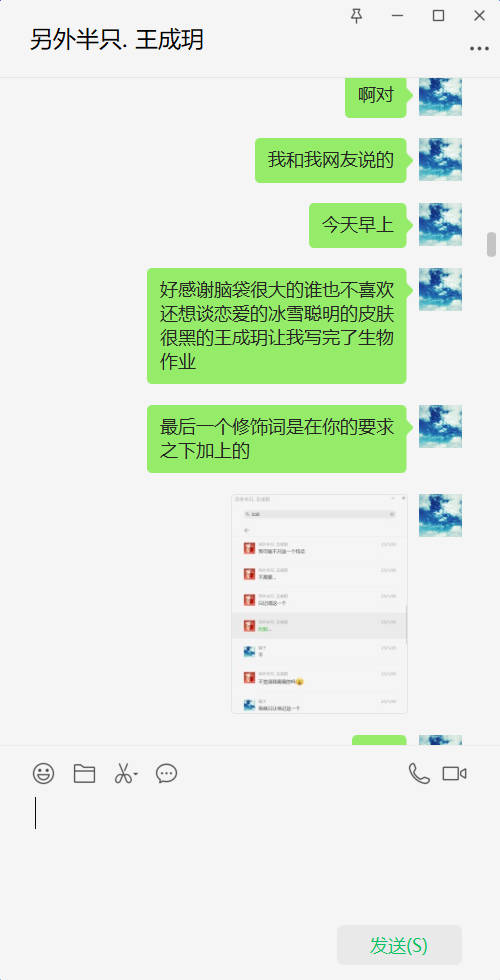 另外半只. 王成玥
啊对
我和我网友说的
今天早上
好感谢脑袋很大的谁也不喜欢
还想谈恋爱的冰雪聪明的皮肤
很黑的王成玥让我写完了生物
作业
最后一个修饰词是在你的要求
之下加上的
发送(S)